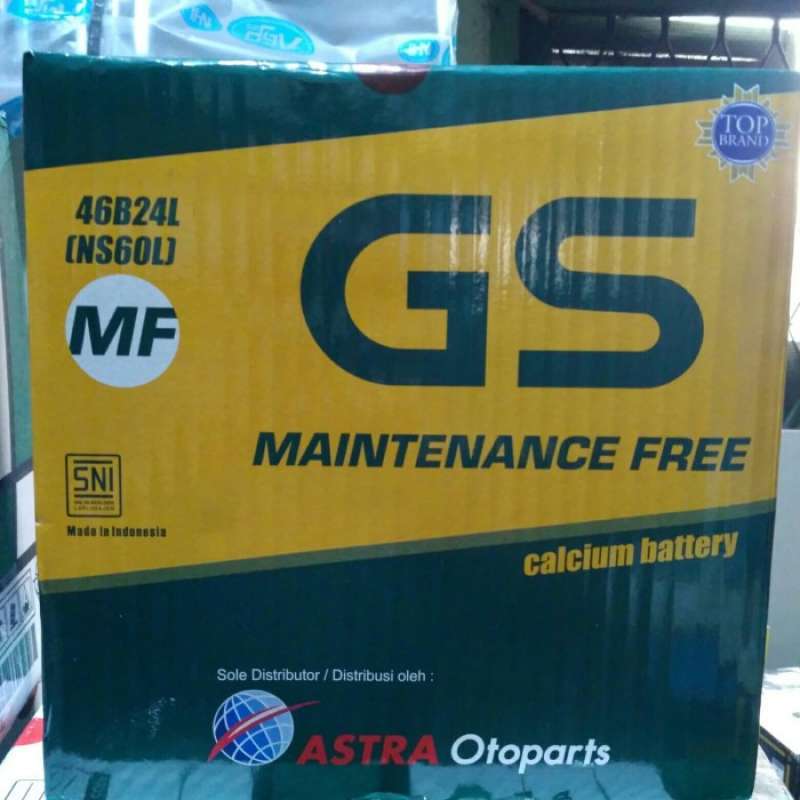 TOP
BRAND
46B24L
(NS60L)
GS
MF
MAINTENANCE FREE
SNI
Made in Indonesia
calcium battery
Sole Distributor / Distribusi oleh :
ASTRA Otoparts